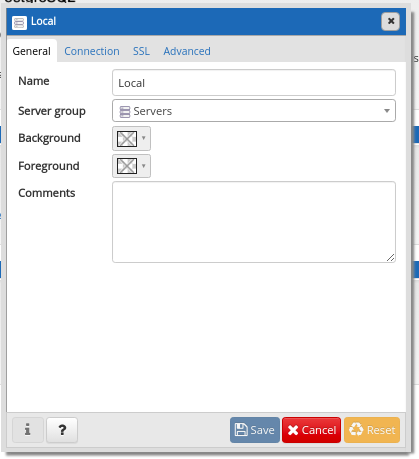 Local
General Connection SSL Advanced
Name Local
Server group Servers
Background
Foreground
Comments
i ? Save Cancel Reset